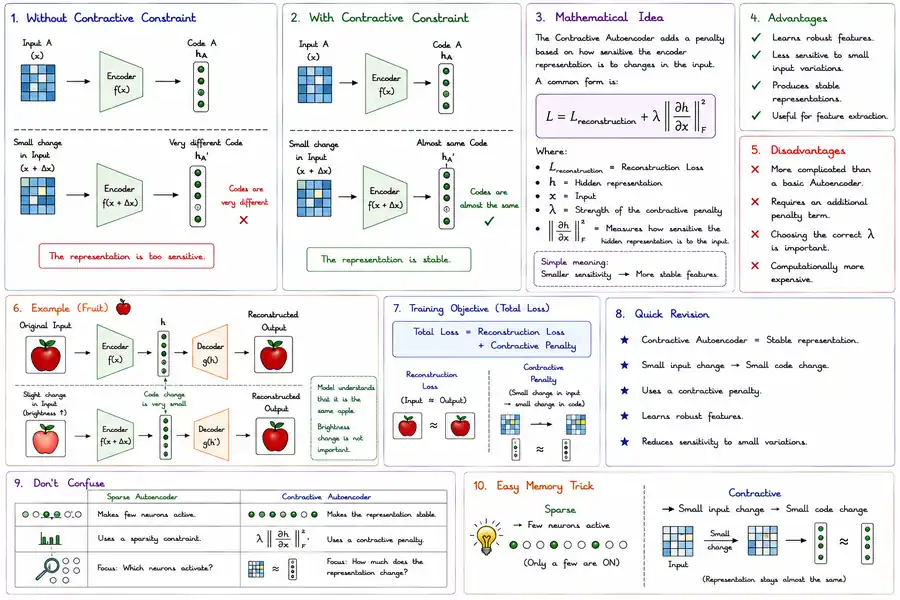 1. Without Contractive Constraint
Input A
(x)
Encoder
f(x)
Code A
h_A
Small change
in Input
(x + Δx)
Encoder
f(x + Δx)
Very different Code
h_A'
Codes are
very different
The representation is too sensitive.
2. With Contractive Constraint
Input A
(x)
Encoder
f(x)
Code A
h_A
Small change
in Input
(x + Δx)
Encoder
f(x + Δx)
Almost same Code
h_A'
Codes are
almost the same
The representation is stable.
3. Mathematical Idea
The Contractive Autoencoder adds a penalty
based on how sensitive the encoder
representation is to changes in the input.
A common form is:
L = L_reconstruction + λ ‖∂h/∂x‖²_F
Where:
• L_reconstruction = Reconstruction Loss
• h = Hidden representation
• x = Input
• λ = Strength of the contractive penalty
• ‖∂h/∂x‖²_F = Measures how sensitive the
hidden representation is to the input.
Simple meaning:
Smaller sensitivity → More stable features.
4. Advantages
✓ Learns robust features.
✓ Less sensitive to small
input variations.
✓ Produces stable
representations.
✓ Useful for feature extraction.
5. Disadvantages
✗ More complicated than
a basic Autoencoder.
✗ Requires an additional
penalty term.
✗ Choosing the correct λ
is important.
✗ Computationally more
expensive.
6. Example (Fruit)
Original Input
Encoder
f(x)
h
Decoder
g(h)
Reconstructed
Output
Slight change
in Input
(brightness ↑)
Encoder
f(x + Δx)
Code change
is very small
Decoder
g(h')
Reconstructed
Output
Model understands
that it is the
same apple.
Brightness
change is not
important.
7. Training Objective (Total Loss)
Total Loss = Reconstruction Loss
+ Contractive Penalty
Reconstruction
Loss
(Input ≈ Output)
≈
Contractive
Penalty
(Small change in input
→ small change in code)
≈
8. Quick Revision
★ Contractive Autoencoder = Stable representation.
★ Small input change → Small code change.
★ Uses a contractive penalty.
★ Learns robust features.
★ Reduces sensitivity to small variations.
9. Don't Confuse
Sparse Autoencoder
Contractive Autoencoder
Makes few neurons active.
Makes the representation stable.
Uses a sparsity constraint.
λ ‖∂h/∂x‖²_F.
Uses a contractive penalty.
Focus: Which neurons activate?
≈
Focus: How much does the
representation change?
10. Easy Memory Trick
Sparse
→ Few neurons active
(Only a few are ON)
Contractive
→ Small input change → Small code change
Input
Small
change
≈
(Representation stays almost the same)